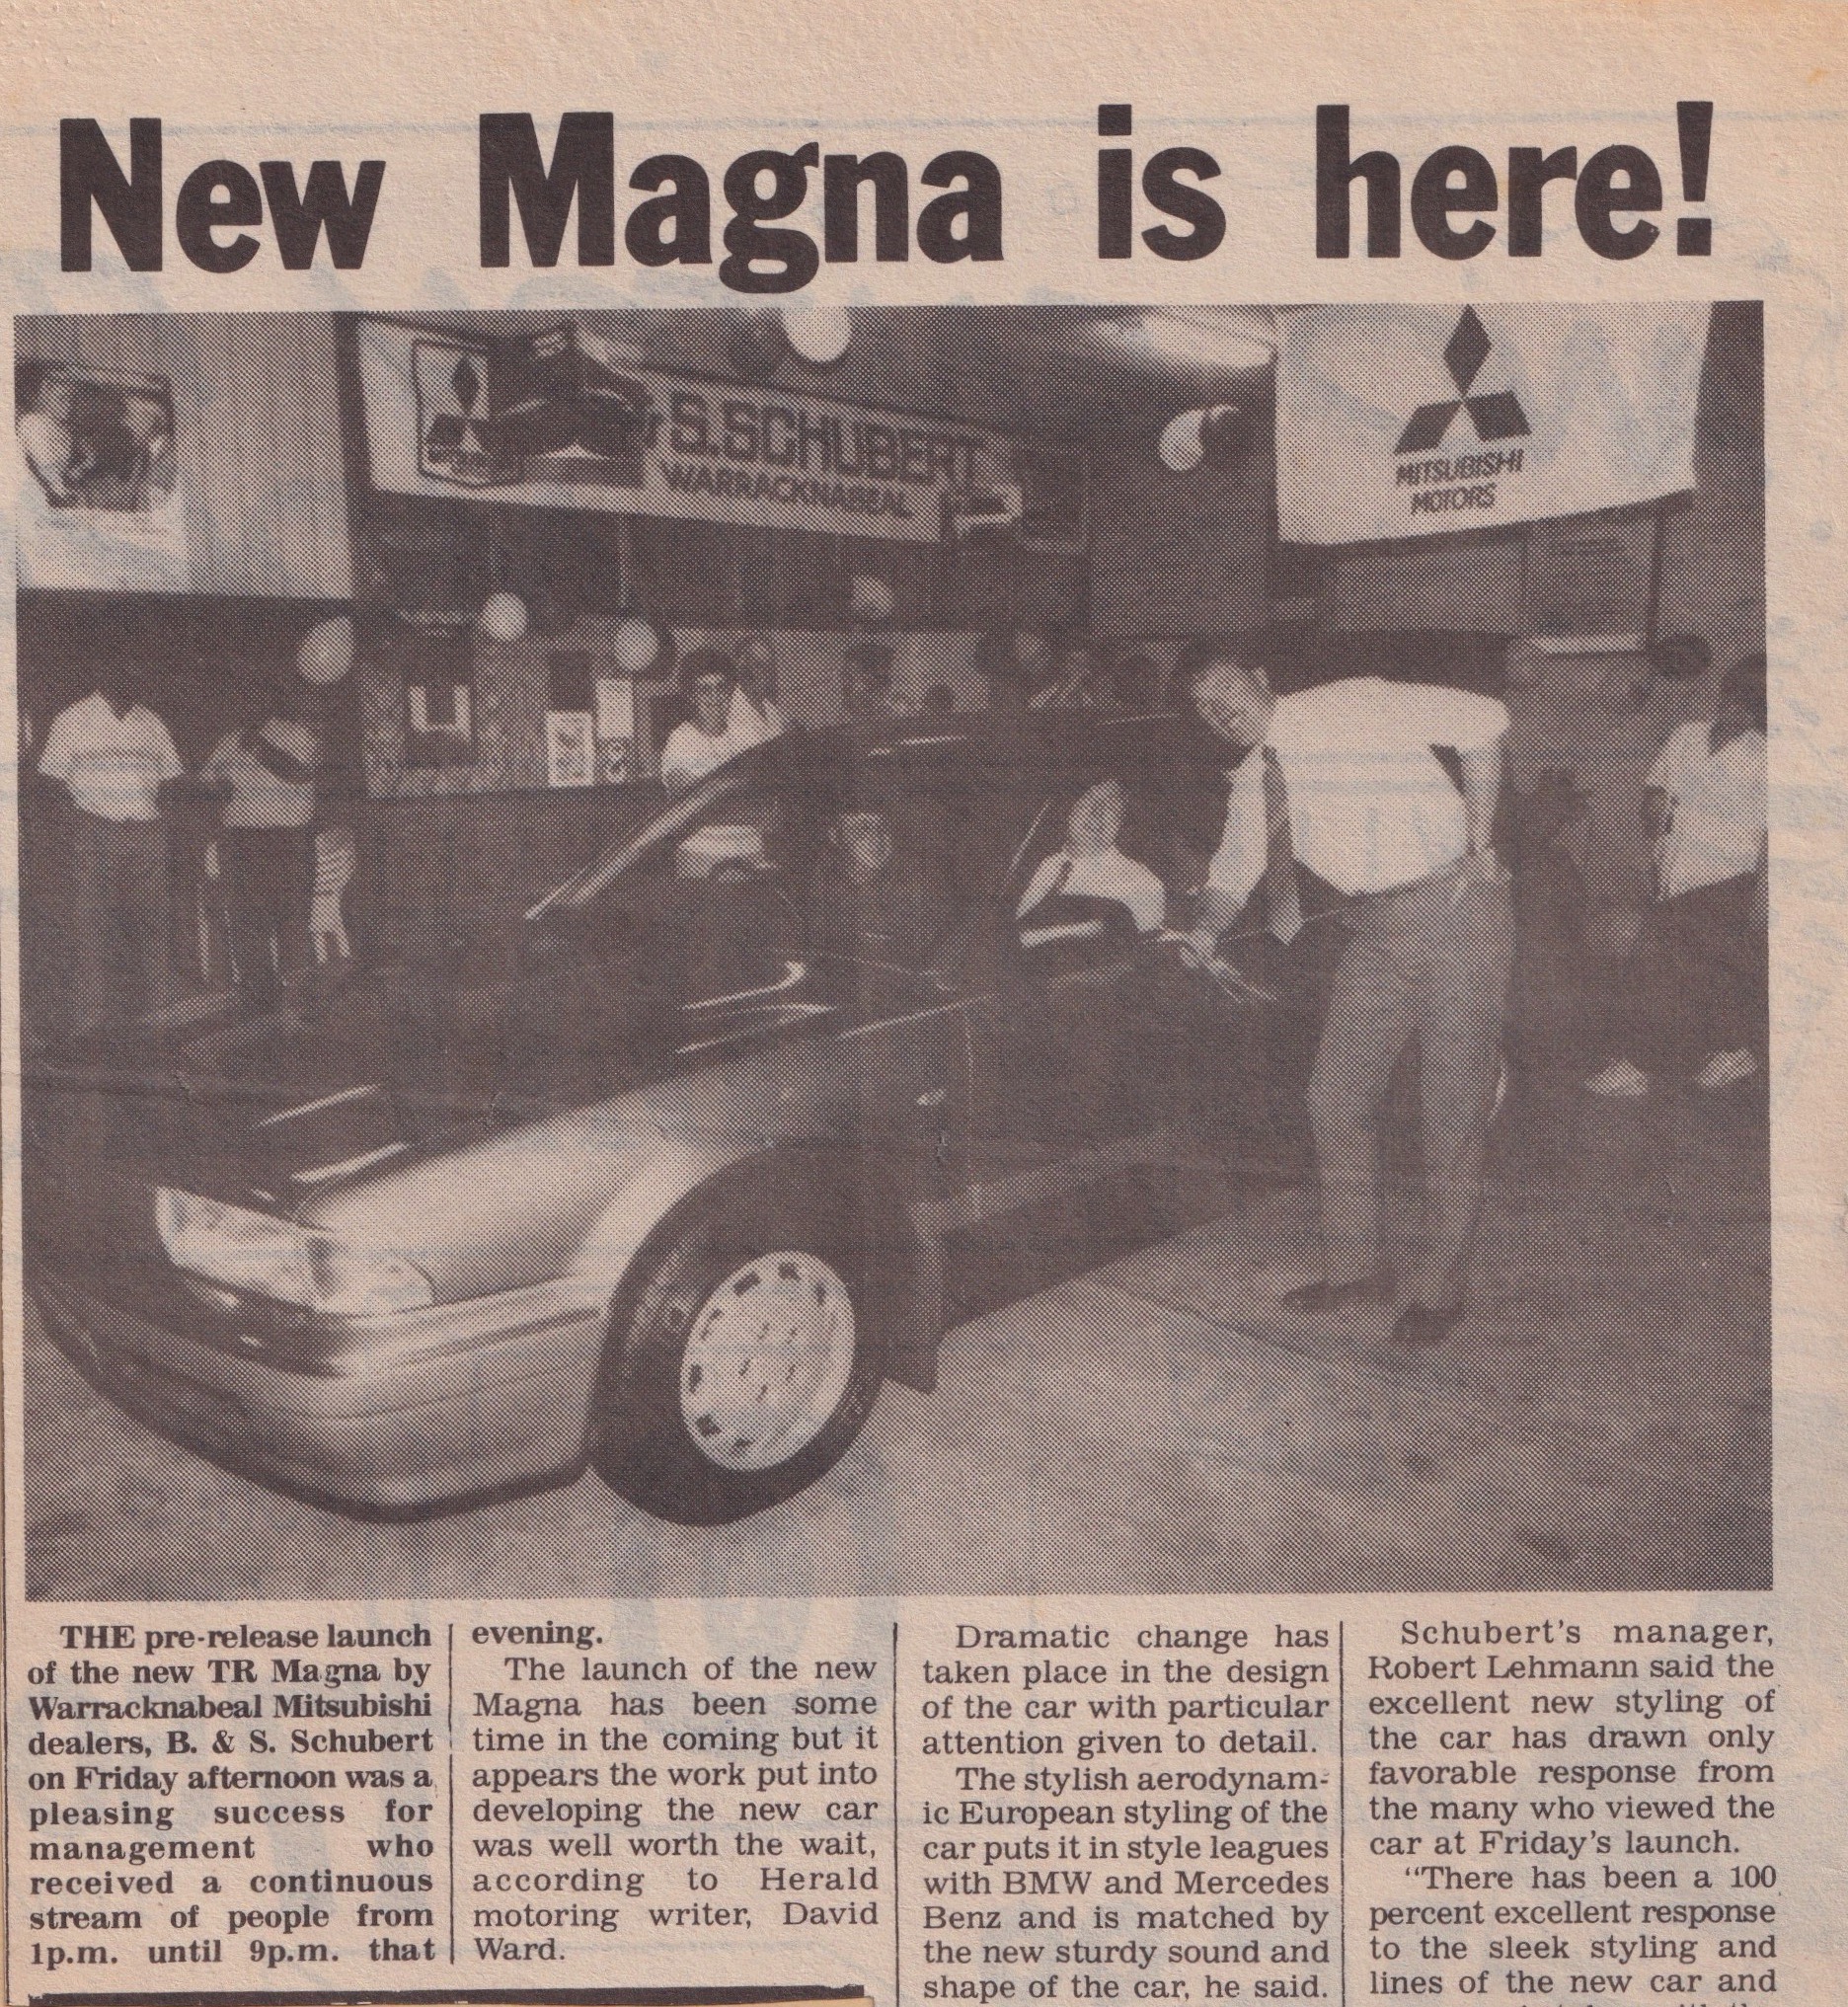 New Magna is here!
S. SCHUBERT
WARRACKNABEAL
MITSUBISHI
MOTORS
THE pre-release launch
of the new TR Magna by
Warracknabeal Mitsubishi
dealers, B. & S. Schubert
on Friday afternoon was a
pleasing success for
management who
received a continuous
stream of people from
1p.m. until 9p.m. that
evening.
The launch of the new
Magna has been some
time in the coming but it
appears the work put into
developing the new car
was well worth the wait,
according to Herald
motoring writer, David
Ward.
Dramatic change has
taken place in the design
of the car with particular
attention given to detail.
The stylish aerodynam-
ic European styling of the
car puts it in style leagues
with BMW and Mercedes
Benz and is matched by
the new sturdy sound and
shape of the car, he said.
Schubert's manager,
Robert Lehmann said the
excellent new styling of
the car has drawn only
favorable response from
the many who viewed the
car at Friday's launch.
"There has been a 100
percent excellent response
to the sleek styling and
lines of the new car and